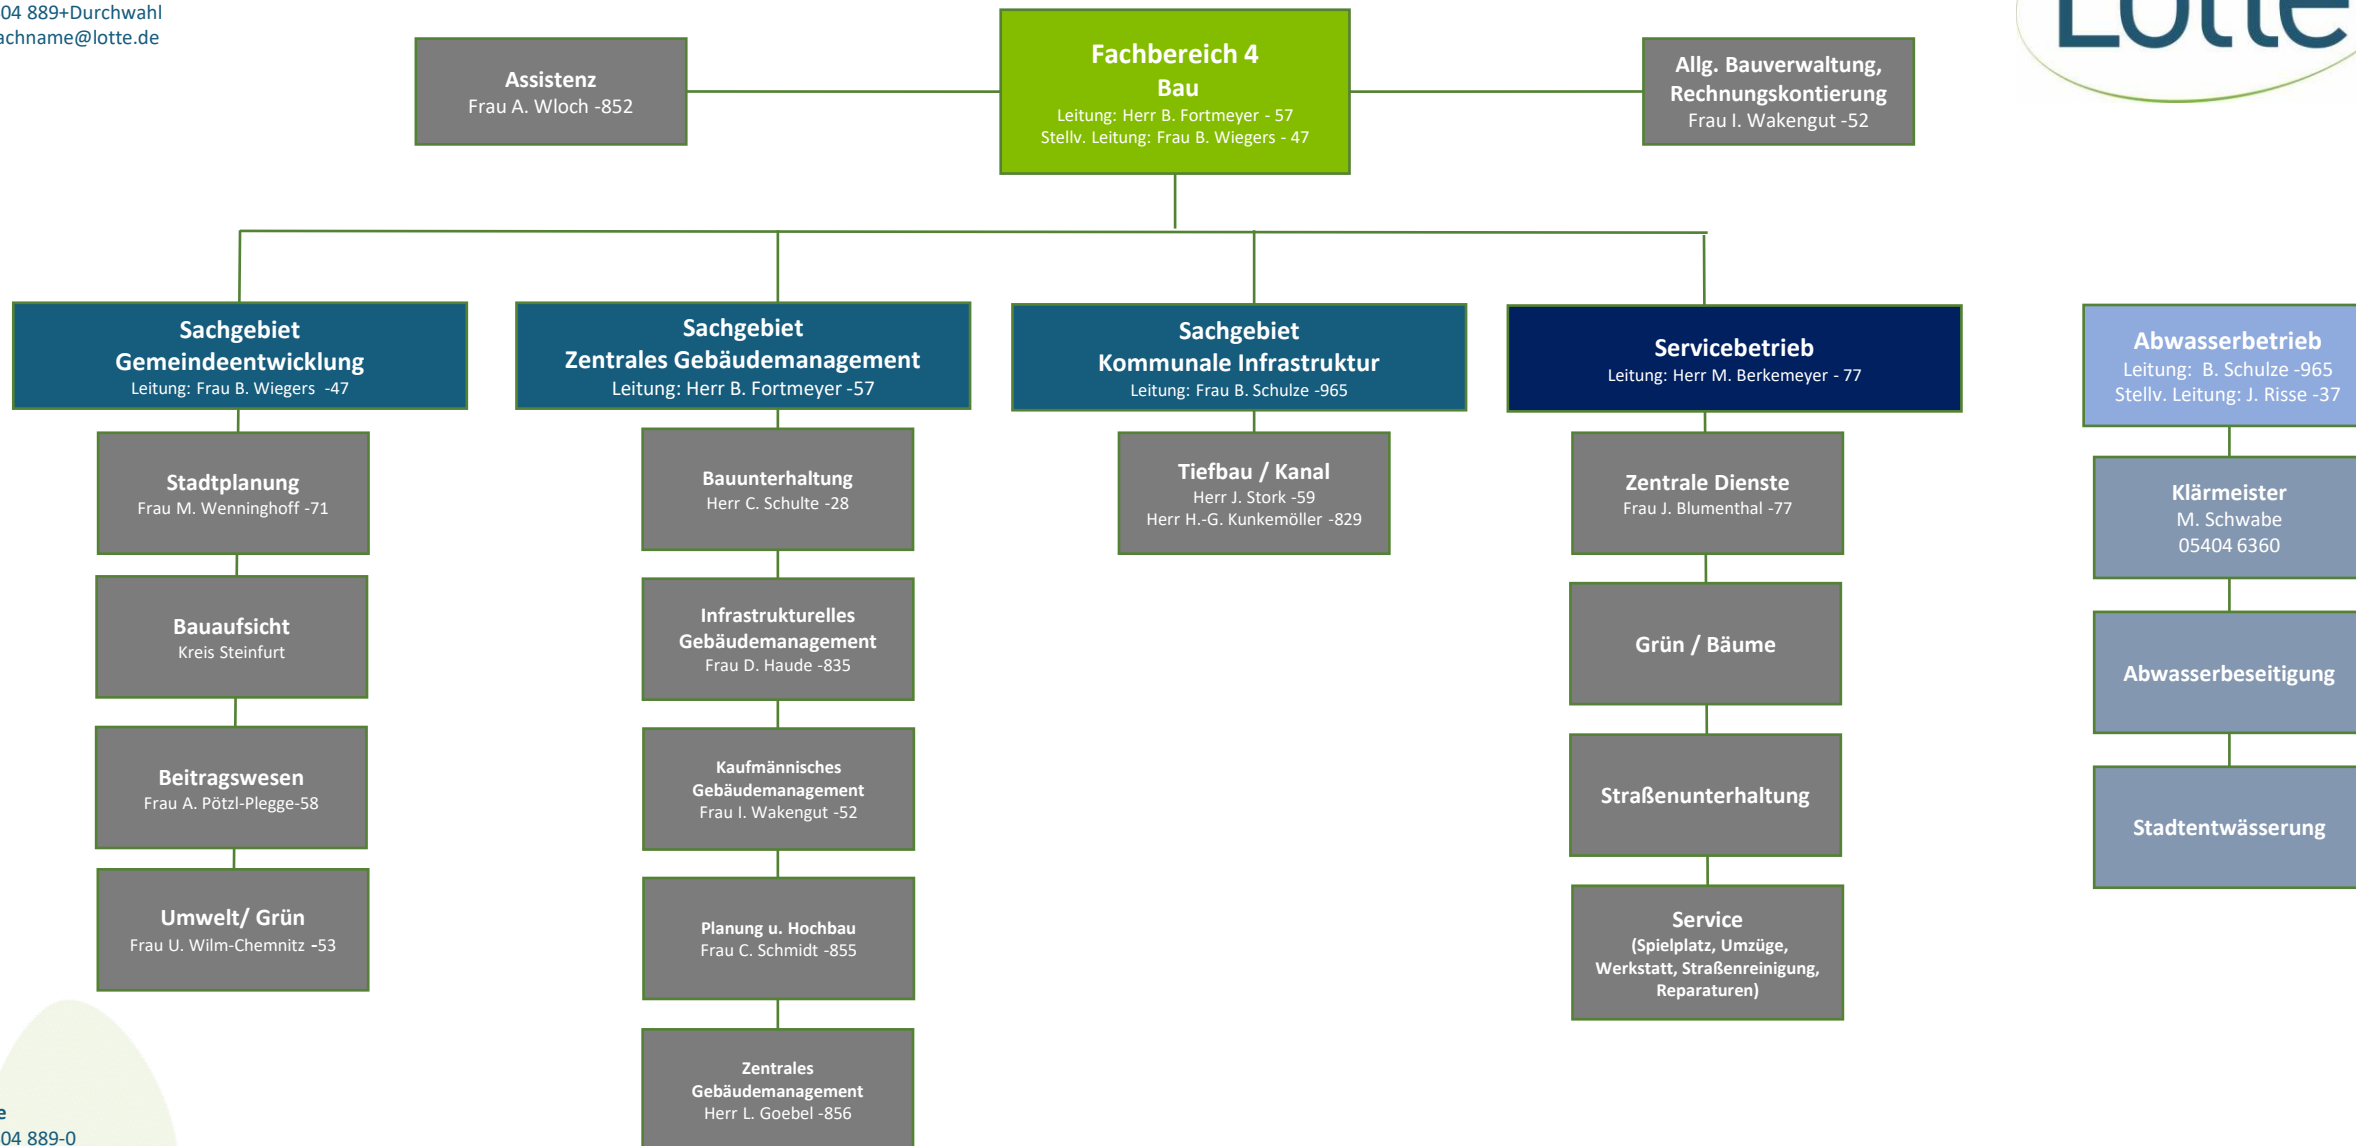 04 889+Durchwahl
achname@lotte.de
Lotte
Assistenz
Frau A. Wloch -852
Fachbereich 4
Bau
Leitung: Herr B. Fortmeyer - 57
Stellv. Leitung: Frau B. Wiegers - 47
Allg. Bauverwaltung,
Rechnungskontierung
Frau I. Wakengut -52
Sachgebiet
Gemeindeentwicklung
Leitung: Frau B. Wiegers -47
Stadtplanung
Frau M. Wenninghoff -71
Bauaufsicht
Kreis Steinfurt
Beitragswesen
Frau A. Pötzl-Plegge-58
Umwelt/ Grün
Frau U. Wilm-Chemnitz -53
Sachgebiet
Zentrales Gebäudemanagement
Leitung: Herr B. Fortmeyer -57
Bauunterhaltung
Herr C. Schulte -28
Infrastrukturelles
Gebäudemanagement
Frau D. Haude -835
Kaufmännisches
Gebäudemanagement
Frau I. Wakengut -52
Planung u. Hochbau
Frau C. Schmidt -855
Zentrales
Gebäudemanagement
Herr L. Goebel -856
Sachgebiet
Kommunale Infrastruktur
Leitung: Frau B. Schulze -965
Tiefbau / Kanal
Herr J. Stork -59
Herr H.-G. Kunkemöller -829
Servicebetrieb
Leitung: Herr M. Berkemeyer - 77
Zentrale Dienste
Frau J. Blumenthal -77
Grün / Bäume
Straßenunterhaltung
Service
(Spielplatz, Umzüge,
Werkstatt, Straßenreinigung,
Reparaturen)
Abwasserbetrieb
Leitung: B. Schulze -965
Stellv. Leitung: J. Risse -37
Klärmeister
M. Schwabe
05404 6360
Abwasserbeseitigung
Stadtentwässerung
e
04 889-0